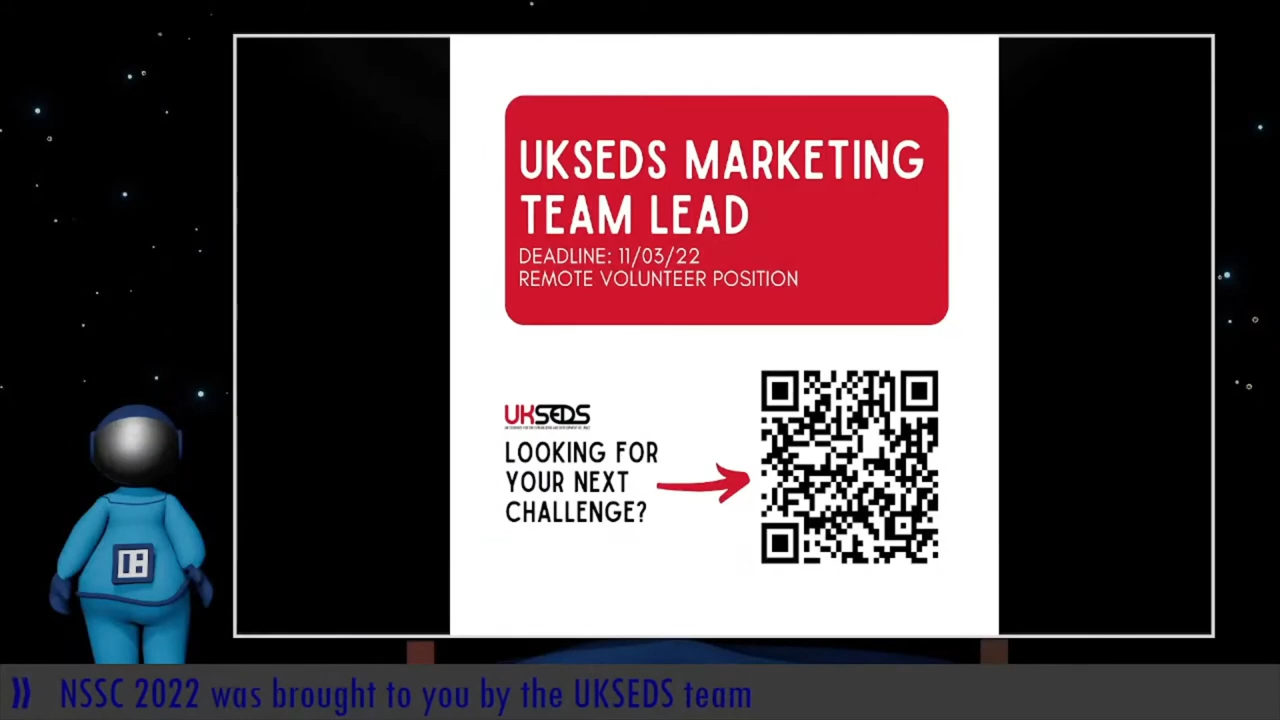 UKSEDS MARKETING
TEAM LEAD
DEADLINE: 11/03/22
REMOTE VOLUNTEER POSITION
UKSEDS
LOOKING FOR
YOUR NEXT
CHALLENGE?
NSSC 2022 was brought to you by the UKSEDS team